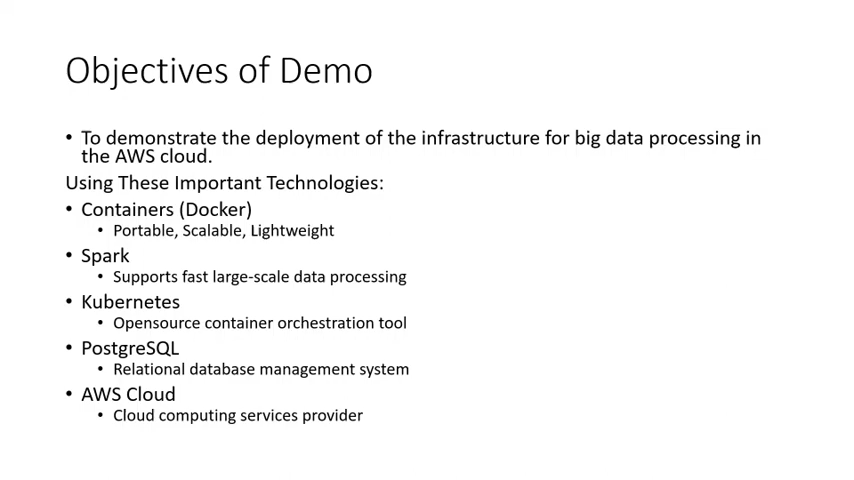 Objectives of Demo
• To demonstrate the deployment of the infrastructure for big data processing in
the AWS cloud.
Using These Important Technologies:
• Containers (Docker)
• Portable, Scalable, Lightweight
• Spark
• Supports fast large-scale data processing
• Kubernetes
• Opensource container orchestration tool
• PostgreSQL
• Relational database management system
• AWS Cloud
• Cloud computing services provider